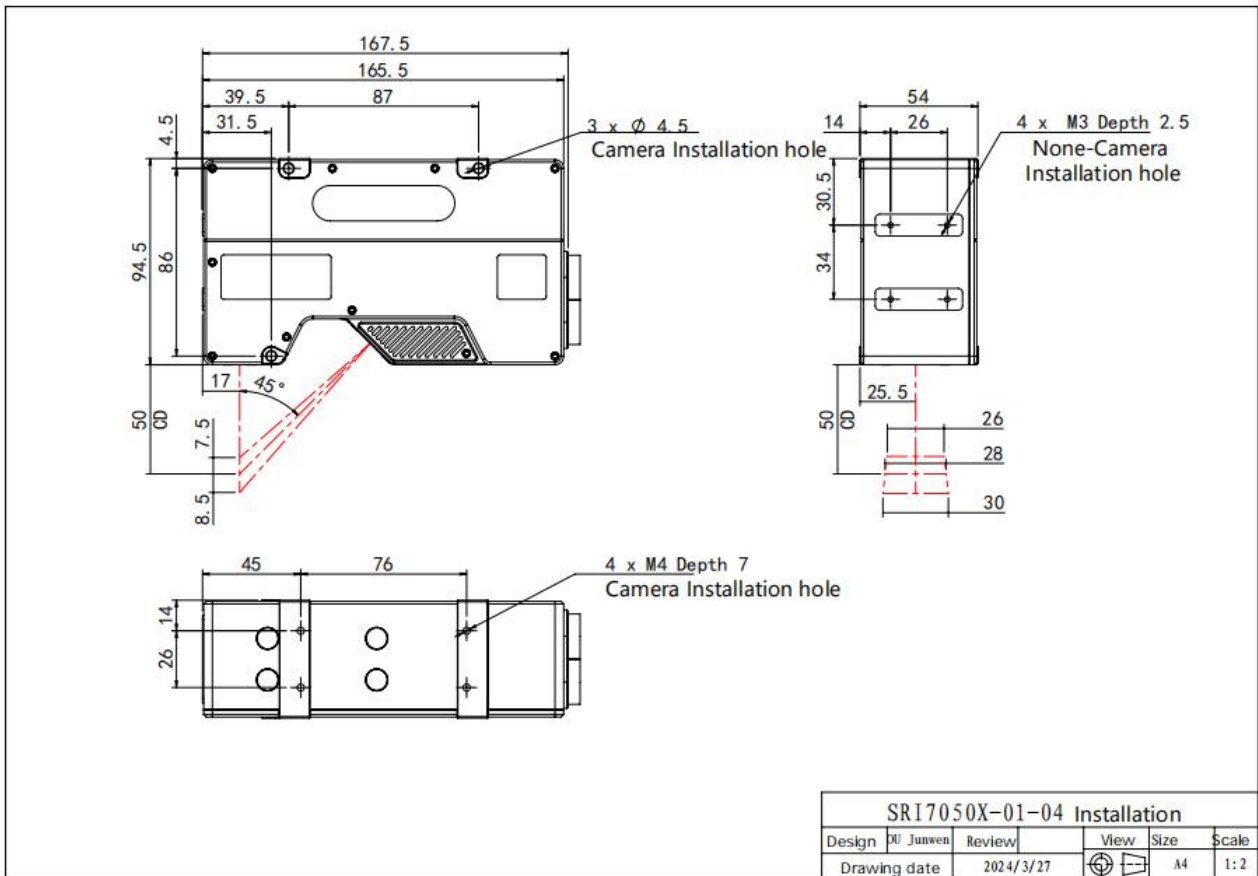 167.5
165.5
39.5
87
31.5
4.5
94.5
86
3 x Ø 4.5
Camera Installation hole
17
45°
50
CD
7.5
8.5
54
14
26
4 x M3 Depth 2.5
None-Camera
Installation hole
30.5
34
25.5
50
CD
26
28
30
45
76
4 x M4 Depth 7
Camera Installation hole
14
26
SRI7050X-01-04 Installation
Design DU Junwen Review View Size Scale
Drawing date 2024/3/27 A4 1:2